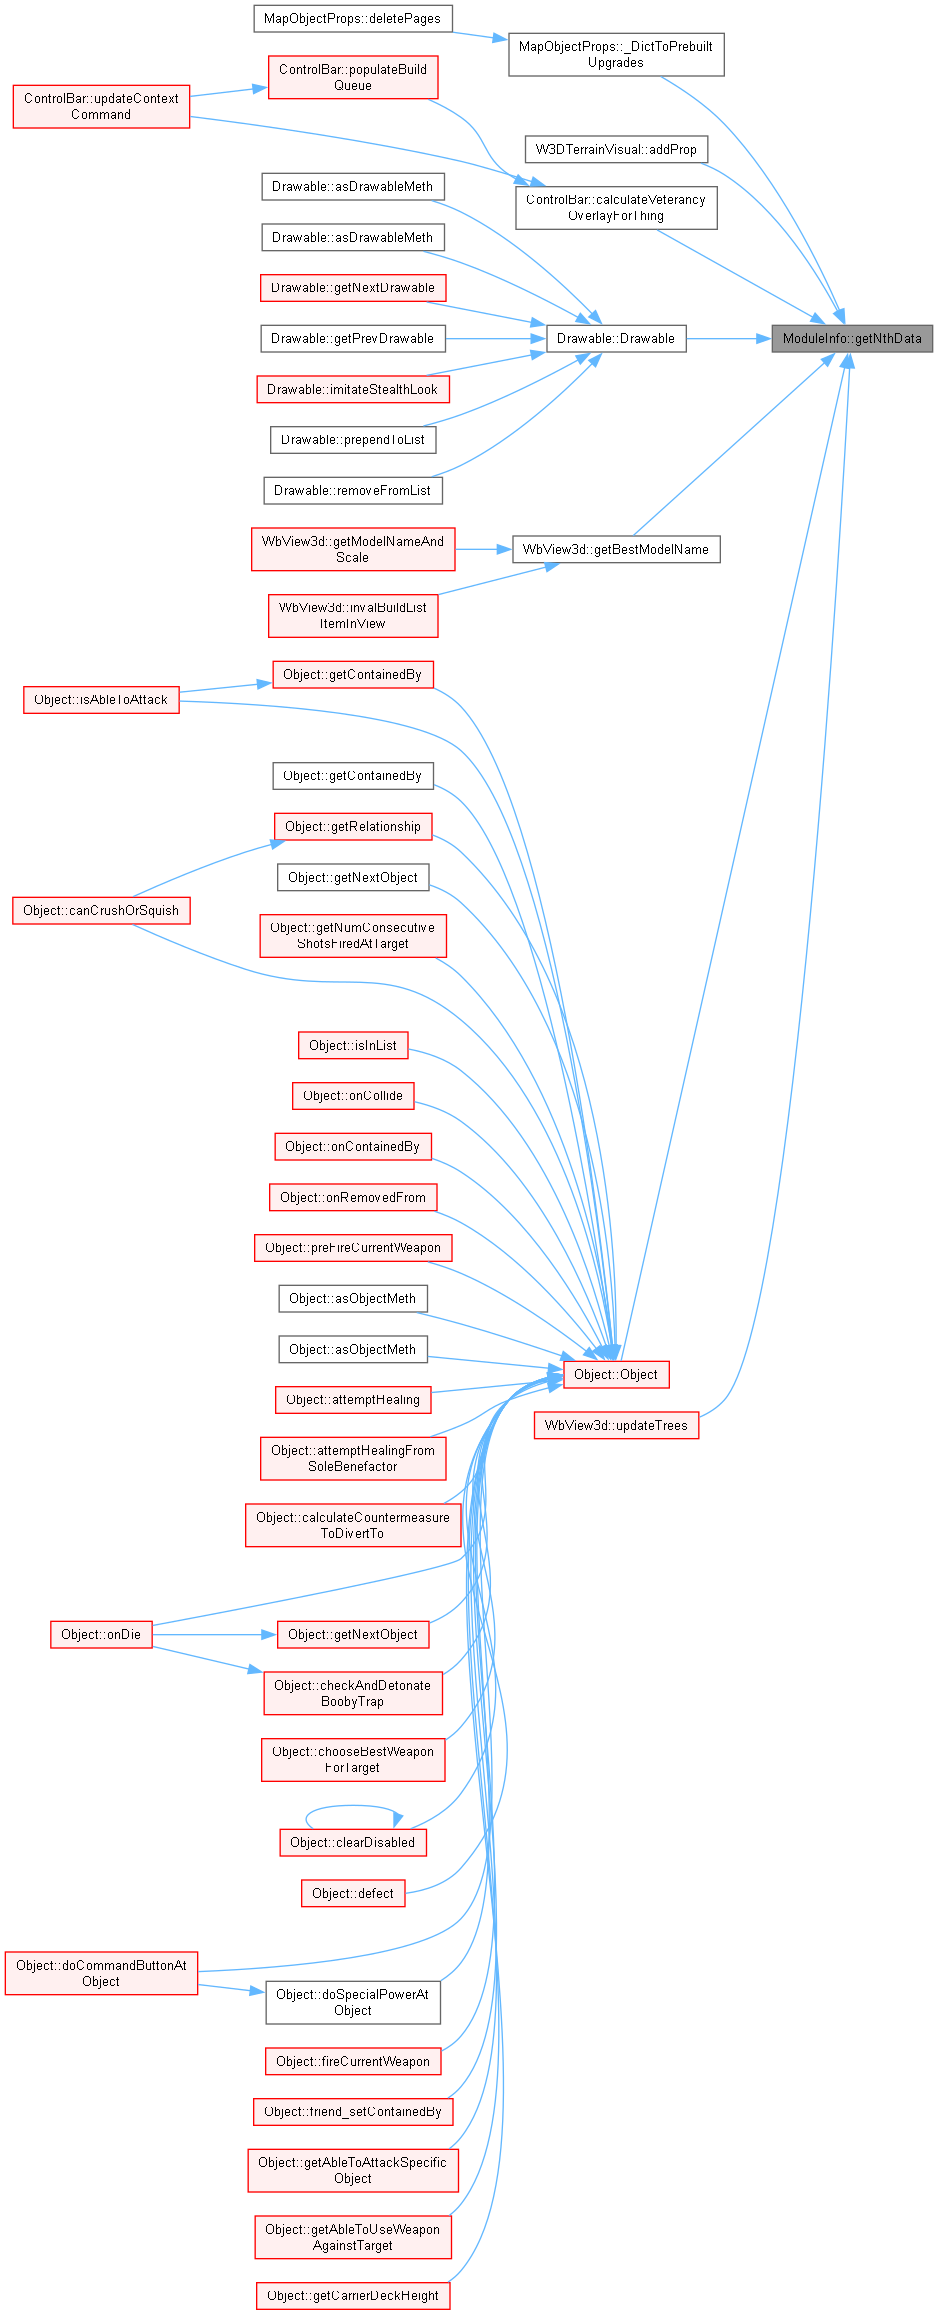 MapObjectProps::deletePages
MapObjectProps::_DictToPrebuilt
Upgrades
ControlBar::populateBuild
Queue
ControlBar::updateContext
Command
W3DTerrainVisual::addProp
Drawable::asDrawableMeth
ControlBar::calculateVeterancy
OverlayForThing
Drawable::asDrawableMeth
Drawable::getNextDrawable
Drawable::getPrevDrawable
Drawable::Drawable
ModuleInfo::getNthData
Drawable::imitateStealthLook
Drawable::prependToList
Drawable::removeFromList
WbView3d::getModelNameAnd
Scale
WbView3d::getBestModelName
WbView3d::invalBuildList
ItemInView
Object::getContainedBy
Object::isAbleToAttack
Object::getContainedBy
Object::getRelationship
Object::getNextObject
Object::canCrushOrSquish
Object::getNumConsecutive
ShotsFiredAtTarget
Object::isInList
Object::onCollide
Object::onContainedBy
Object::onRemovedFrom
Object::preFireCurrentWeapon
Object::asObjectMeth
Object::asObjectMeth
Object::Object
Object::attemptHealing
WbView3d::updateTrees
Object::attemptHealingFrom
SoleBenefactor
Object::calculateCountermeasure
ToDivertTo
Object::onDie
Object::getNextObject
Object::checkAndDetonate
BoobyTrap
Object::chooseBestWeapon
ForTarget
Object::clearDisabled
Object::defect
Object::doCommandButtonAt
Object
Object::doSpecialPowerAt
Object
Object::fireCurrentWeapon
Object::friend_setContainedBy
Object::getAbleToAttackSpecific
Object
Object::getAbleToUseWeapon
AgainstTarget
Object::getCarrierDeckHeight